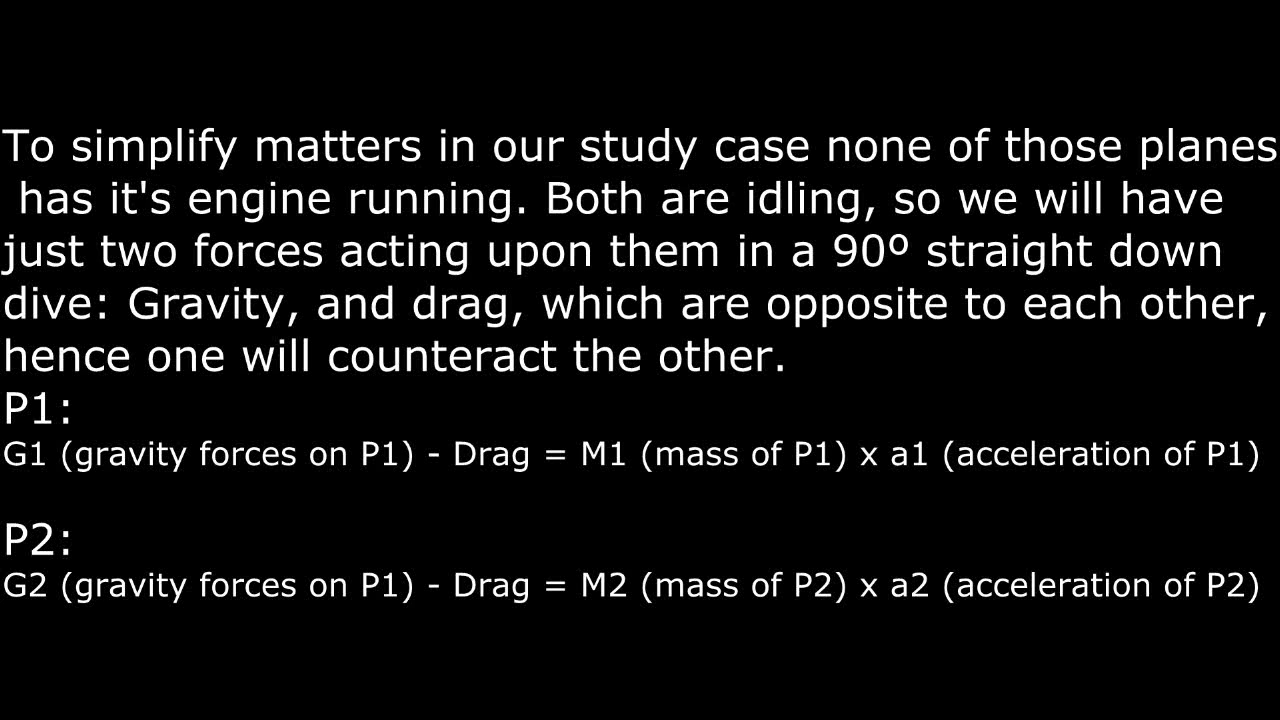 To simplify matters in our study case none of those planes
has it's engine running. Both are idling, so we will have
just two forces acting upon them in a 90º straight down
dive: Gravity, and drag, which are opposite to each other,
hence one will counteract the other.
P1:
G1 (gravity forces on P1) - Drag = M1 (mass of P1) x a1 (acceleration of P1)
P2:
G2 (gravity forces on P1) - Drag = M2 (mass of P2) x a2 (acceleration of P2)